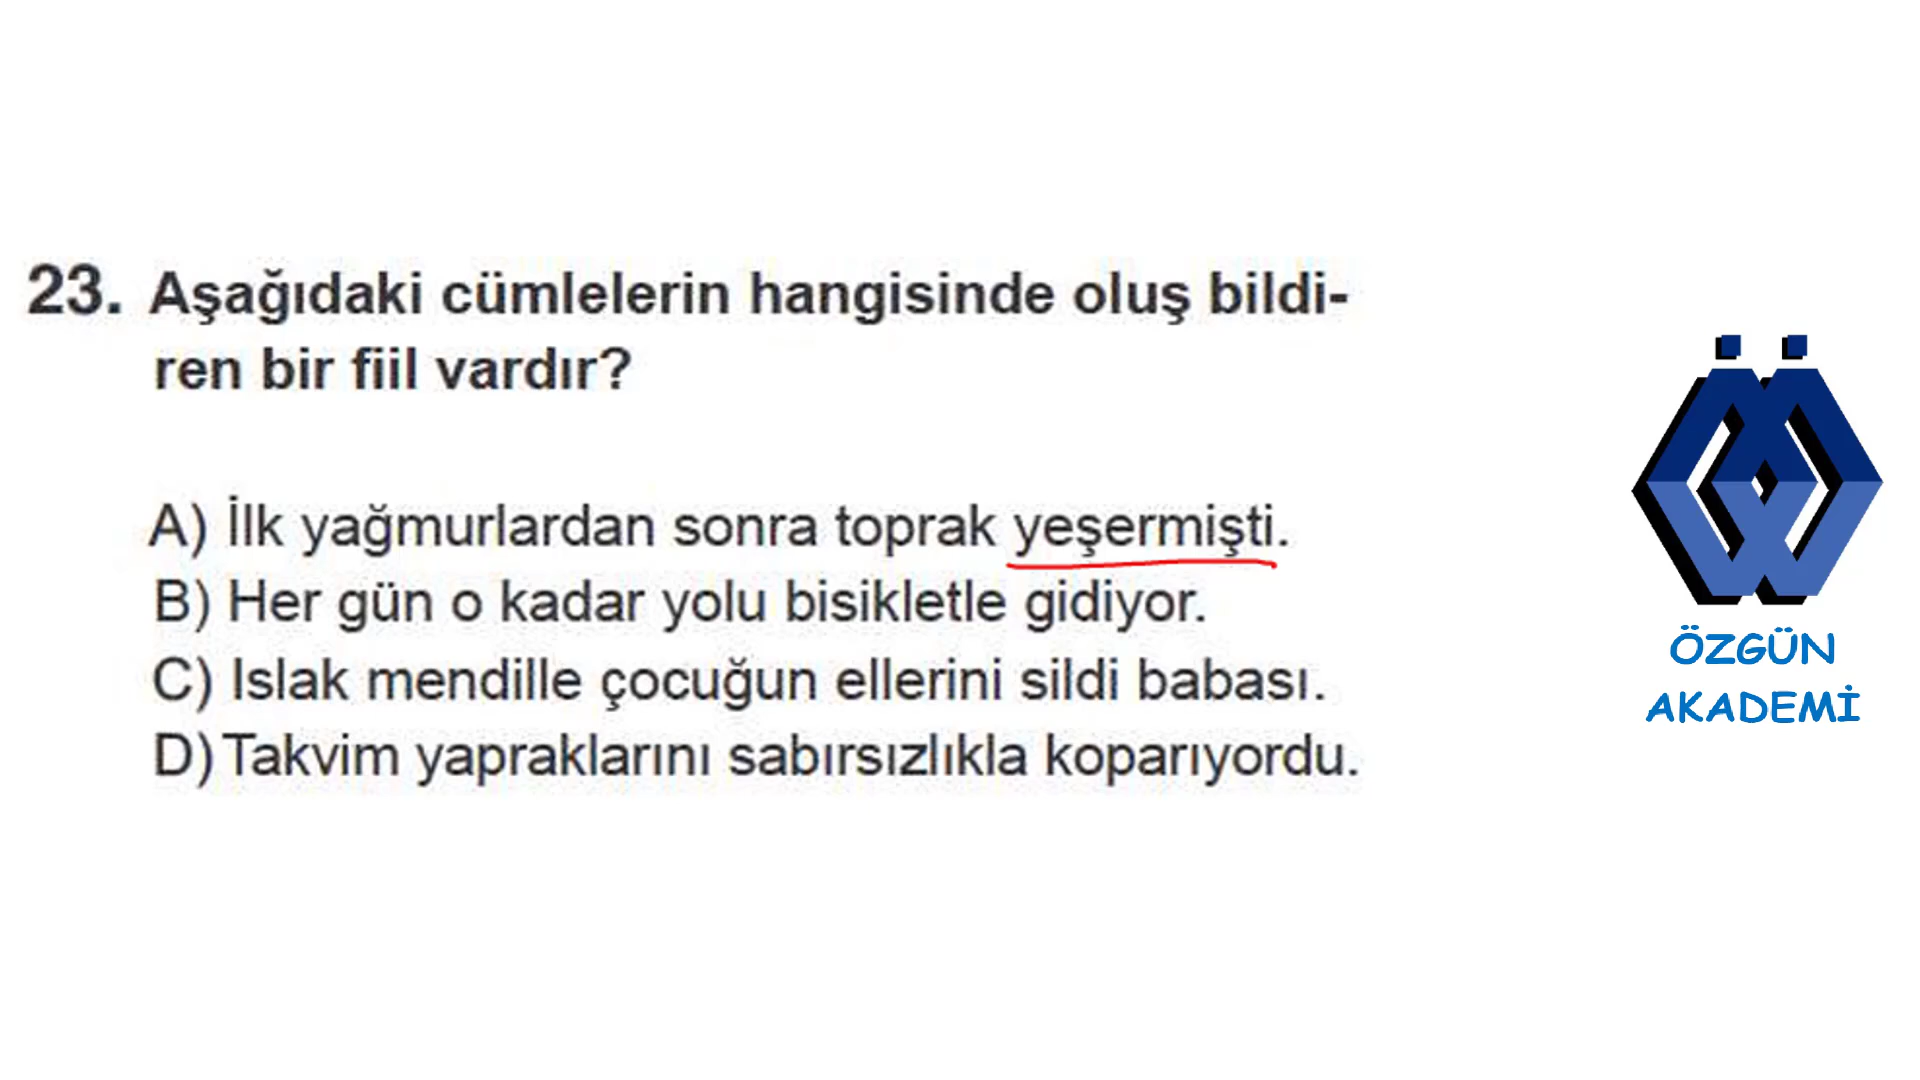 23. Aşağıdaki cümlelerin hangisinde oluş bildi-
ren bir fiil vardır?
A) İlk yağmurlardan sonra toprak yeşermişti.
B) Her gün o kadar yolu bisikletle gidiyor.
C) Islak mendille çocuğun ellerini sildi babası.
D) Takvim yapraklarını sabırsızlıkla koparıyordu.
ÖZGÜN
AKADEMİ